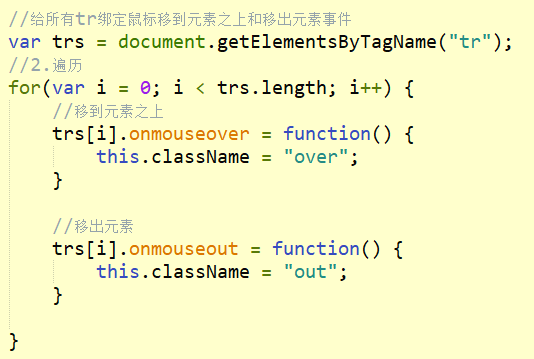 //给所有tr绑定鼠标移到元素之上和移出元素事件
var trs = document.getElementsByTagName("tr");
//2.遍历
for(var i = 0; i < trs.length; i++) {
    //移到元素之上
    trs[i].onmouseover = function() {
        this.className = "over";
    }

    //移出元素
    trs[i].onmouseout = function() {
        this.className = "out";
    }

}